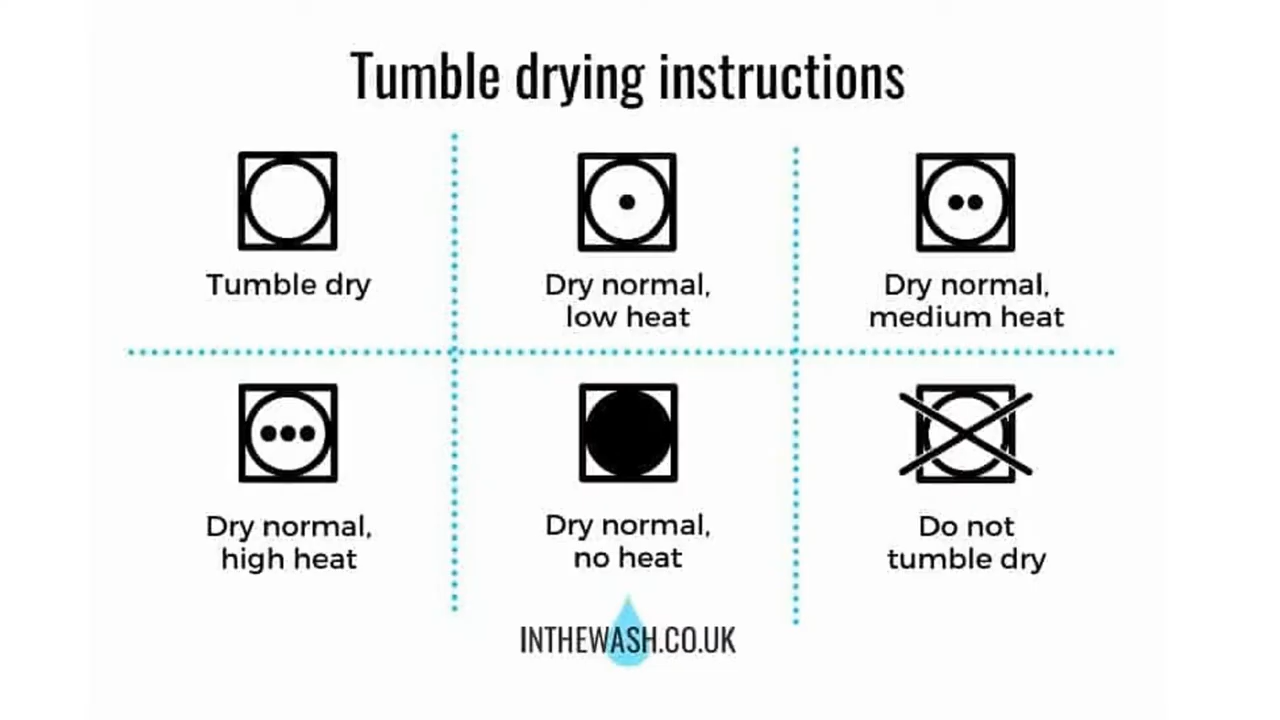 Tumble drying instructions
Tumble dry
Dry normal,
low heat
Dry normal,
medium heat
Dry normal,
high heat
Dry normal,
no heat
Do not
tumble dry
INTHEWASH.CO.UK